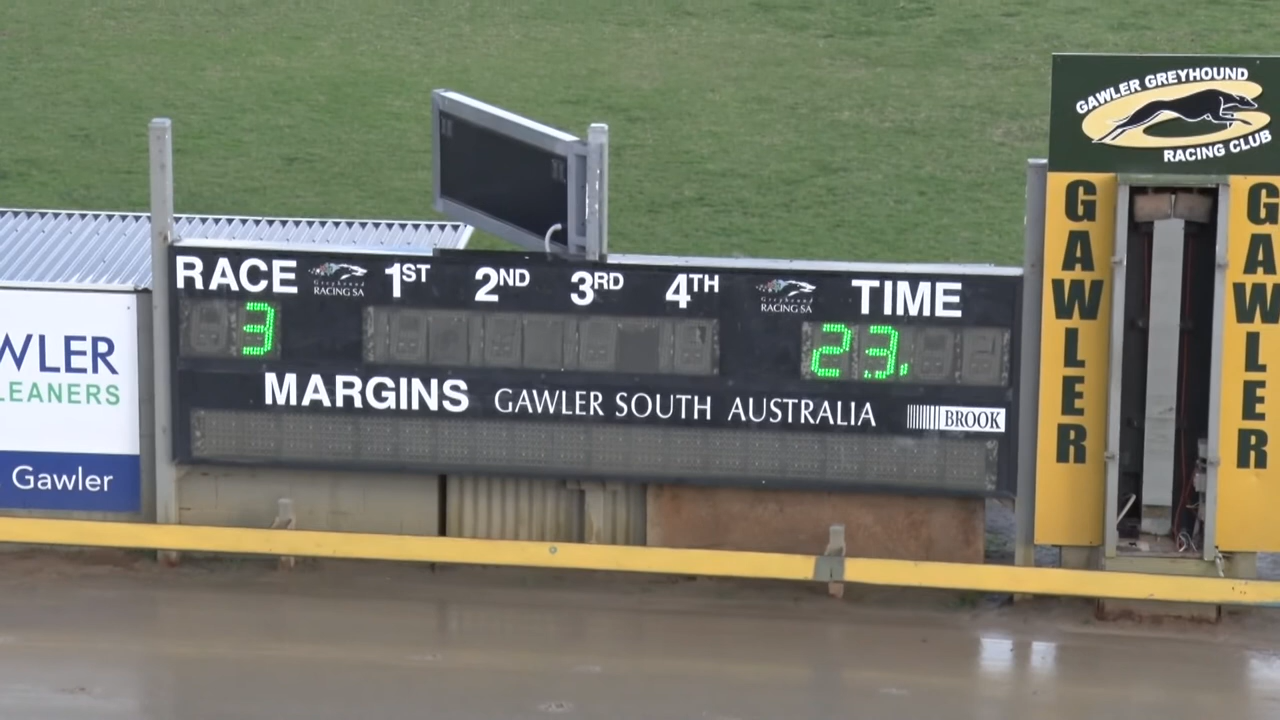 GAWLER GREYHOUND
RACING CLUB
RACE
Greyhound
RACING SA
1ST
2ND
3RD
4TH
Greyhound
RACING SA
TIME
3
23.
MARGINS
GAWLER SOUTH AUSTRALIA
BROOK
WLER
LEANERS
Gawler
GAWLER
GAWLER